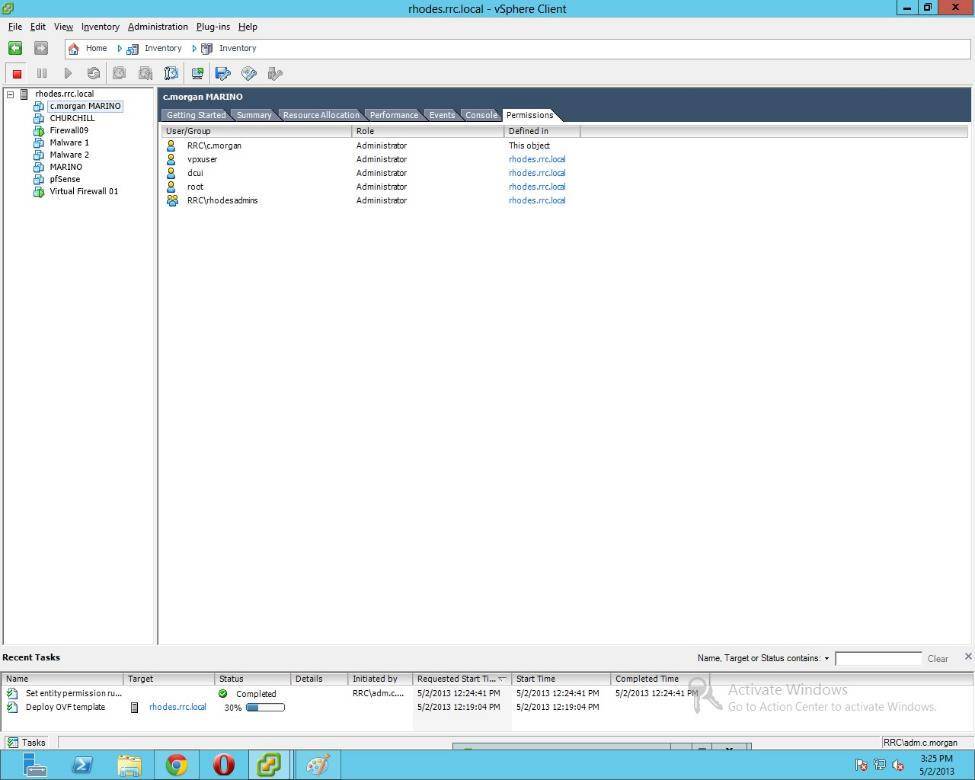 rhodes.rrc.local - vSphere Client
File Edit View Inventory Administration Plug-ins Help
Home Inventory Inventory
rhodes.rrc.local
c.morgan MARINO
CHURCHILL
Firewall09
Malware 1
Malware 2
MARINO
pfSense
Virtual Firewall 01
c.morgan MARINO
Getting Started Summary Resource Allocation Performance Events Console Permissions
User/Group Role Defined in
RRC\c.morgan Administrator This object
vpxuser Administrator rhodes.rrc.local
dcui Administrator rhodes.rrc.local
root Administrator rhodes.rrc.local
RRC\rhodesadmins Administrator rhodes.rrc.local
Recent Tasks Name, Target or Status contains: Clear
Name Target Status Details Initiated by Requested Start Ti... Start Time Completed Time
Set entity permission ru... Completed RRC\adm.c.... 5/2/2013 12:24:41 PM 5/2/2013 12:24:41 PM 5/2/2013 12:24:41 PM
Deploy OVF template rhodes.rrc.local 30% 5/2/2013 12:19:04 PM 5/2/2013 12:19:04 PM
Activate Windows
Go to Action Center to activate Windows.
Tasks RRC\adm.c.morgan
3:25 PM
5/2/2013